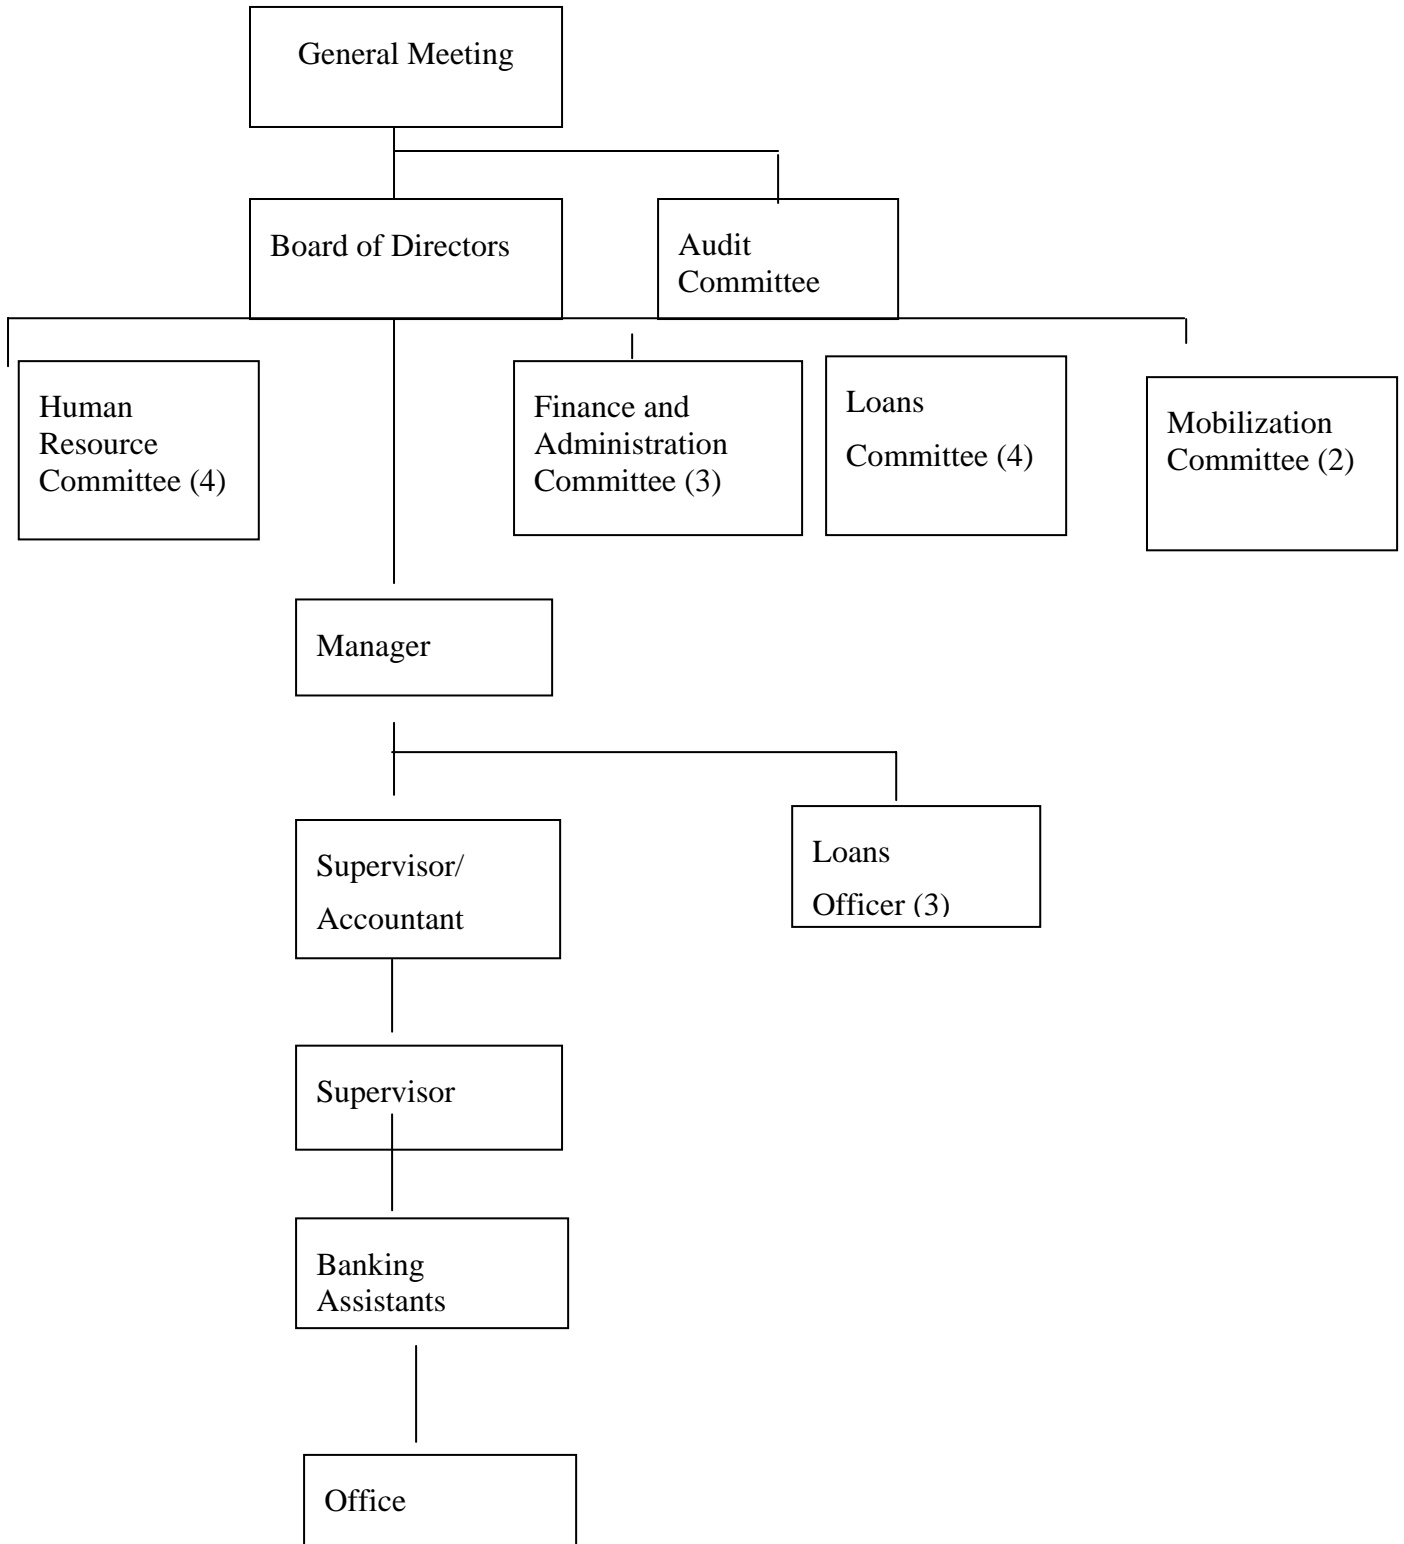 General Meeting
Board of Directors
Audit
Committee
Human
Resource
Committee (4)
Finance and
Administration
Committee (3)
Loans
Committee (4)
Mobilization
Committee (2)
Manager
Supervisor/
Accountant
Loans
Officer (3)
Supervisor
Banking
Assistants
Office